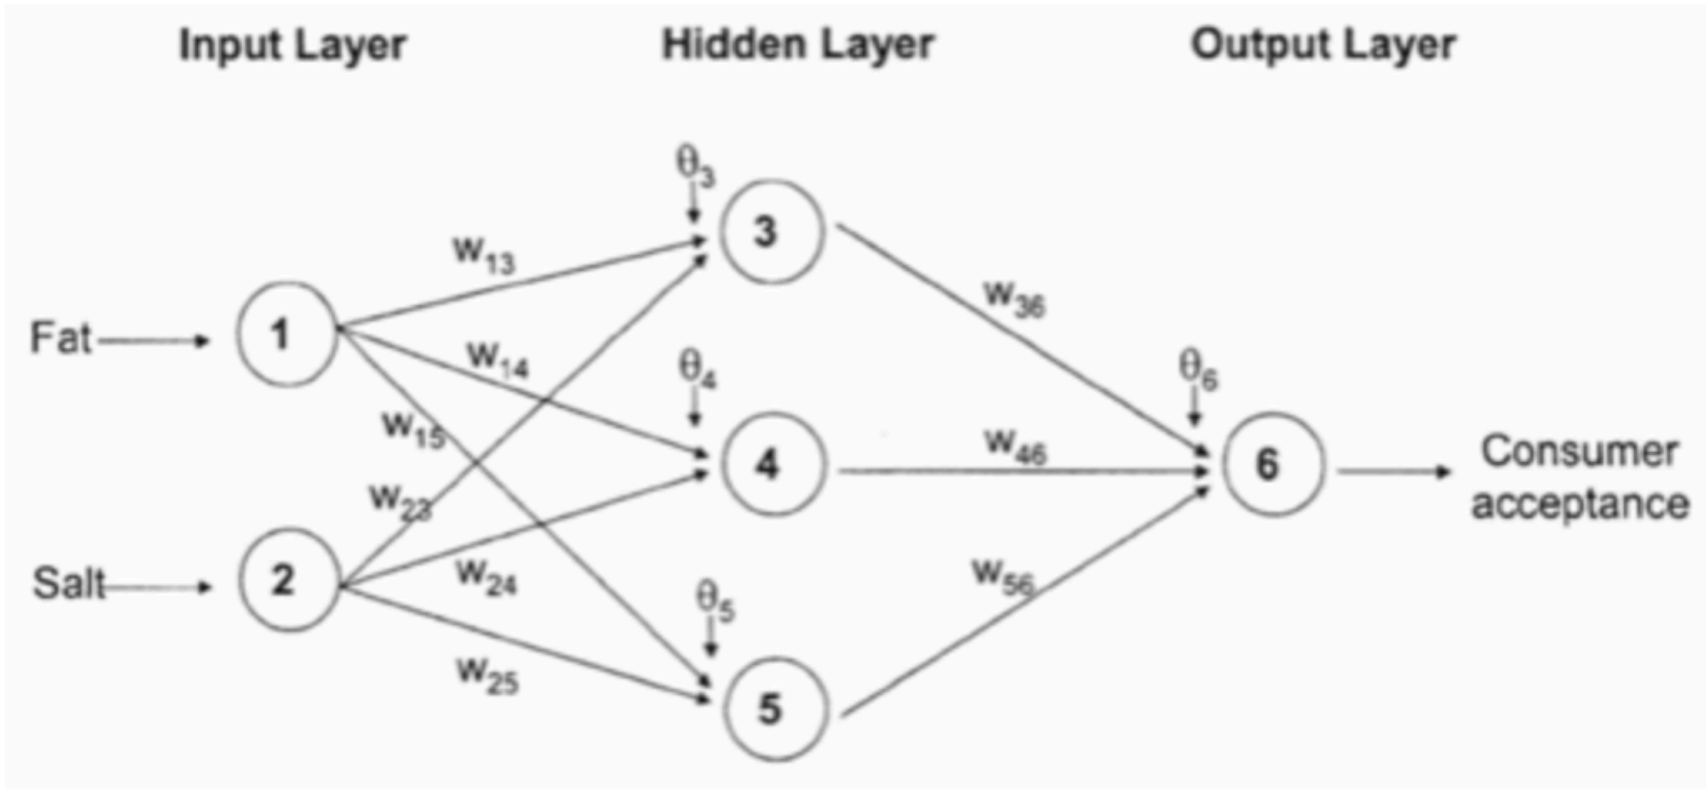 Input Layer
Hidden Layer
Output Layer
θ3
3
w13
w36
Fat
1
w14
θ4
θ6
w15
4
w46
6
Consumer
acceptance
w23
Salt
2
w24
θ5
w56
w25
5